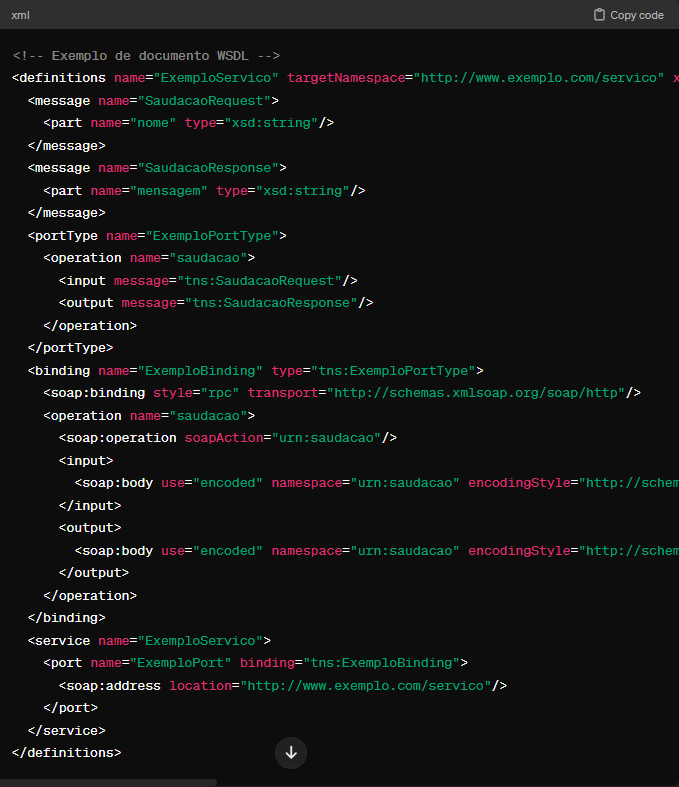 xml
Copy code
<!-- Exemplo de documento WSDL -->
<definitions name="ExemploServico" targetNamespace="http://www.exemplo.com/servico" x
<message name="SaudacaoRequest">
<part name="nome" type="xsd:string"/>
</message>
<message name="SaudacaoResponse">
<part name="mensagem" type="xsd:string"/>
</message>
<portType name="ExemploPortType">
<operation name="saudacao">
<input message="tns:SaudacaoRequest"/>
<output message="tns:SaudacaoResponse"/>
</operation>
</portType>
<binding name="ExemploBinding" type="tns:ExemploPortType">
<soap:binding style="rpc" transport="http://schemas.xmlsoap.org/soap/http"/>
<operation name="saudacao">
<soap:operation soapAction="urn:saudacao"/>
<input>
<soap:body use="encoded" namespace="urn:saudacao" encodingStyle="http://schem
</input>
<output>
<soap:body use="encoded" namespace="urn:saudacao" encodingStyle="http://schem
</output>
</operation>
</binding>
<service name="ExemploServico">
<port name="ExemploPort" binding="tns:ExemploBinding">
<soap:address location="http://www.exemplo.com/servico"/>
</port>
</service>
</definitions>